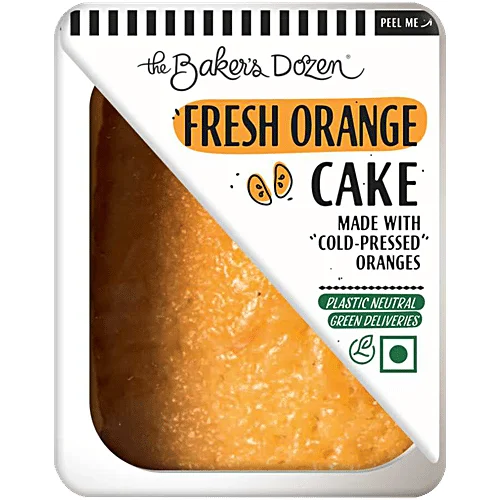 PEEL ME
the Baker's Dozen®
"FRESH ORANGE
CAKE
MADE WITH
"COLD-PRESSED"
ORANGES
PLASTIC NEUTRAL
GREEN DELIVERIES